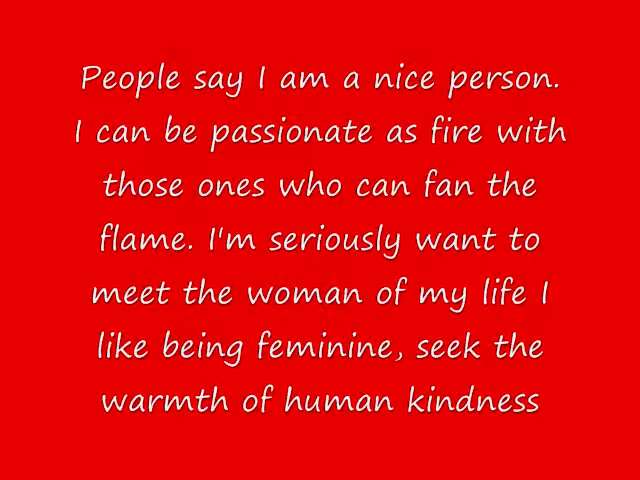 People say I am a nice person.
I can be passionate as fire with
those ones who can fan the
flame. I'm seriously want to
meet the woman of my life I
like being feminine, seek the
warmth of human kindness